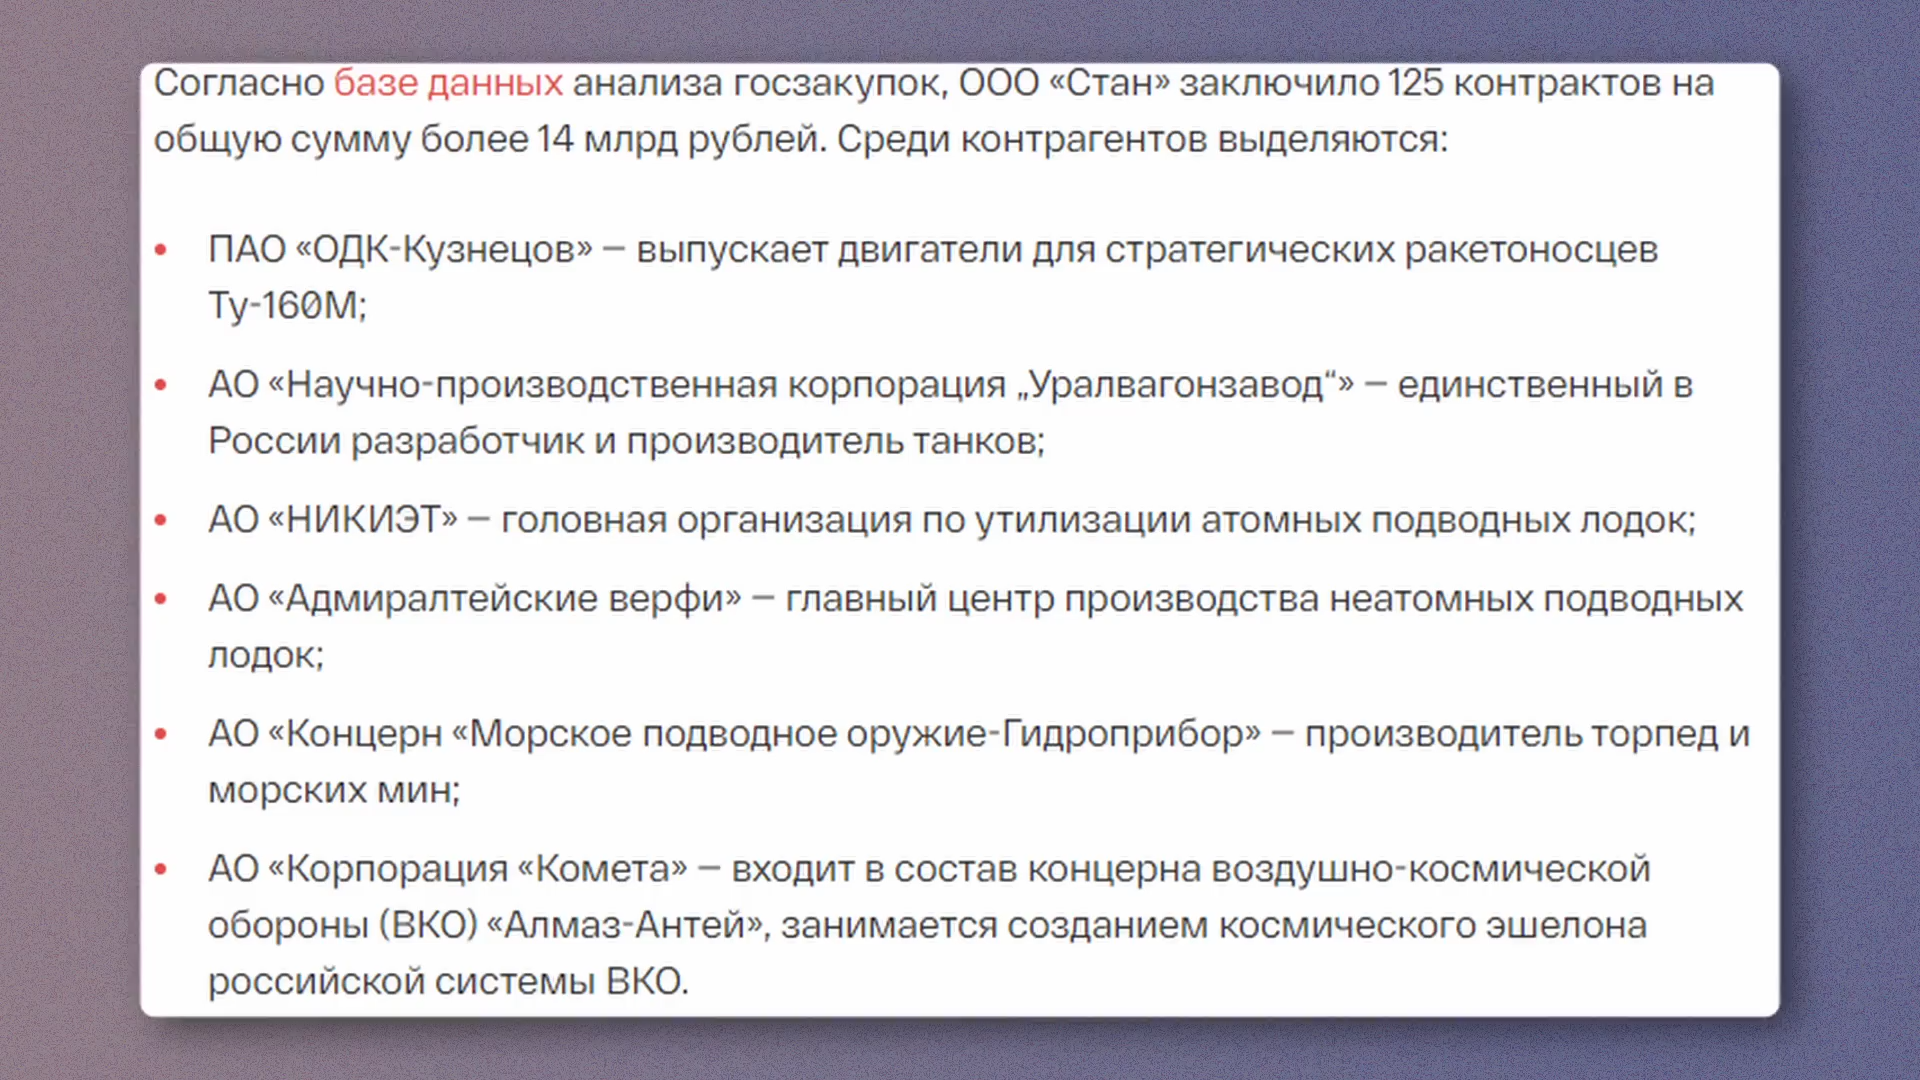 Согласно базе данных анализа госзакупок, ООО «Стан» заключило 125 контрактов на
общую сумму более 14 млрд рублей. Среди контрагентов выделяются:
• ПАО «ОДК-Кузнецов» — выпускает двигатели для стратегических ракетоносцев
Ту-160М;
• АО «Научно-производственная корпорация „Уралвагонзавод“» — единственный в
России разработчик и производитель танков;
• АО «НИКИЭТ» — головная организация по утилизации атомных подводных лодок;
• АО «Адмиралтейские верфи» — главный центр производства неатомных подводных
лодок;
• АО «Концерн «Морское подводное оружие-Гидроприбор» — производитель торпед и
морских мин;
• АО «Корпорация «Комета» — входит в состав концерна воздушно-космической
обороны (ВКО) «Алмаз-Антей», занимается созданием космического эшелона
российской системы ВКО.